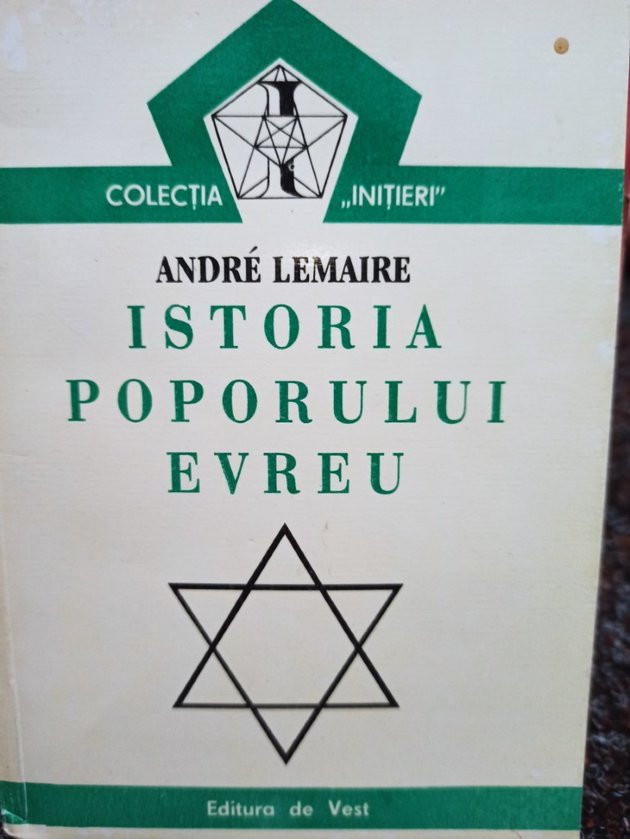 COLECȚIA „INIȚIERI”
ANDRÉ LEMAIRE
ISTORIA
POPORULUI
EVREU
Editura de Vest